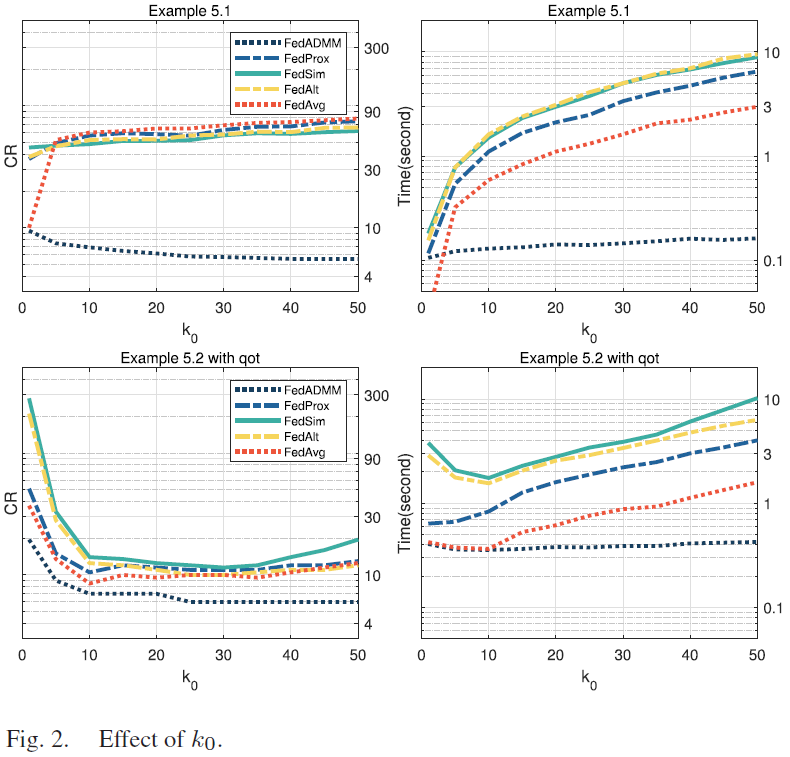 Example 5.1
CR
300
90
30
10
4
FedADMM
FedProx
FedSim
FedAlt
FedAvg
0 10 20 30 40 50
k0
Example 5.1
Time(second)
10
3
1
0.1
0 10 20 30 40 50
k0
Example 5.2 with qot
CR
300
90
30
10
4
FedADMM
FedProx
FedSim
FedAlt
FedAvg
0 10 20 30 40 50
k0
Example 5.2 with qot
Time(second)
10
3
1
0.1
0 10 20 30 40 50
k0
Fig. 2. Effect of k0.